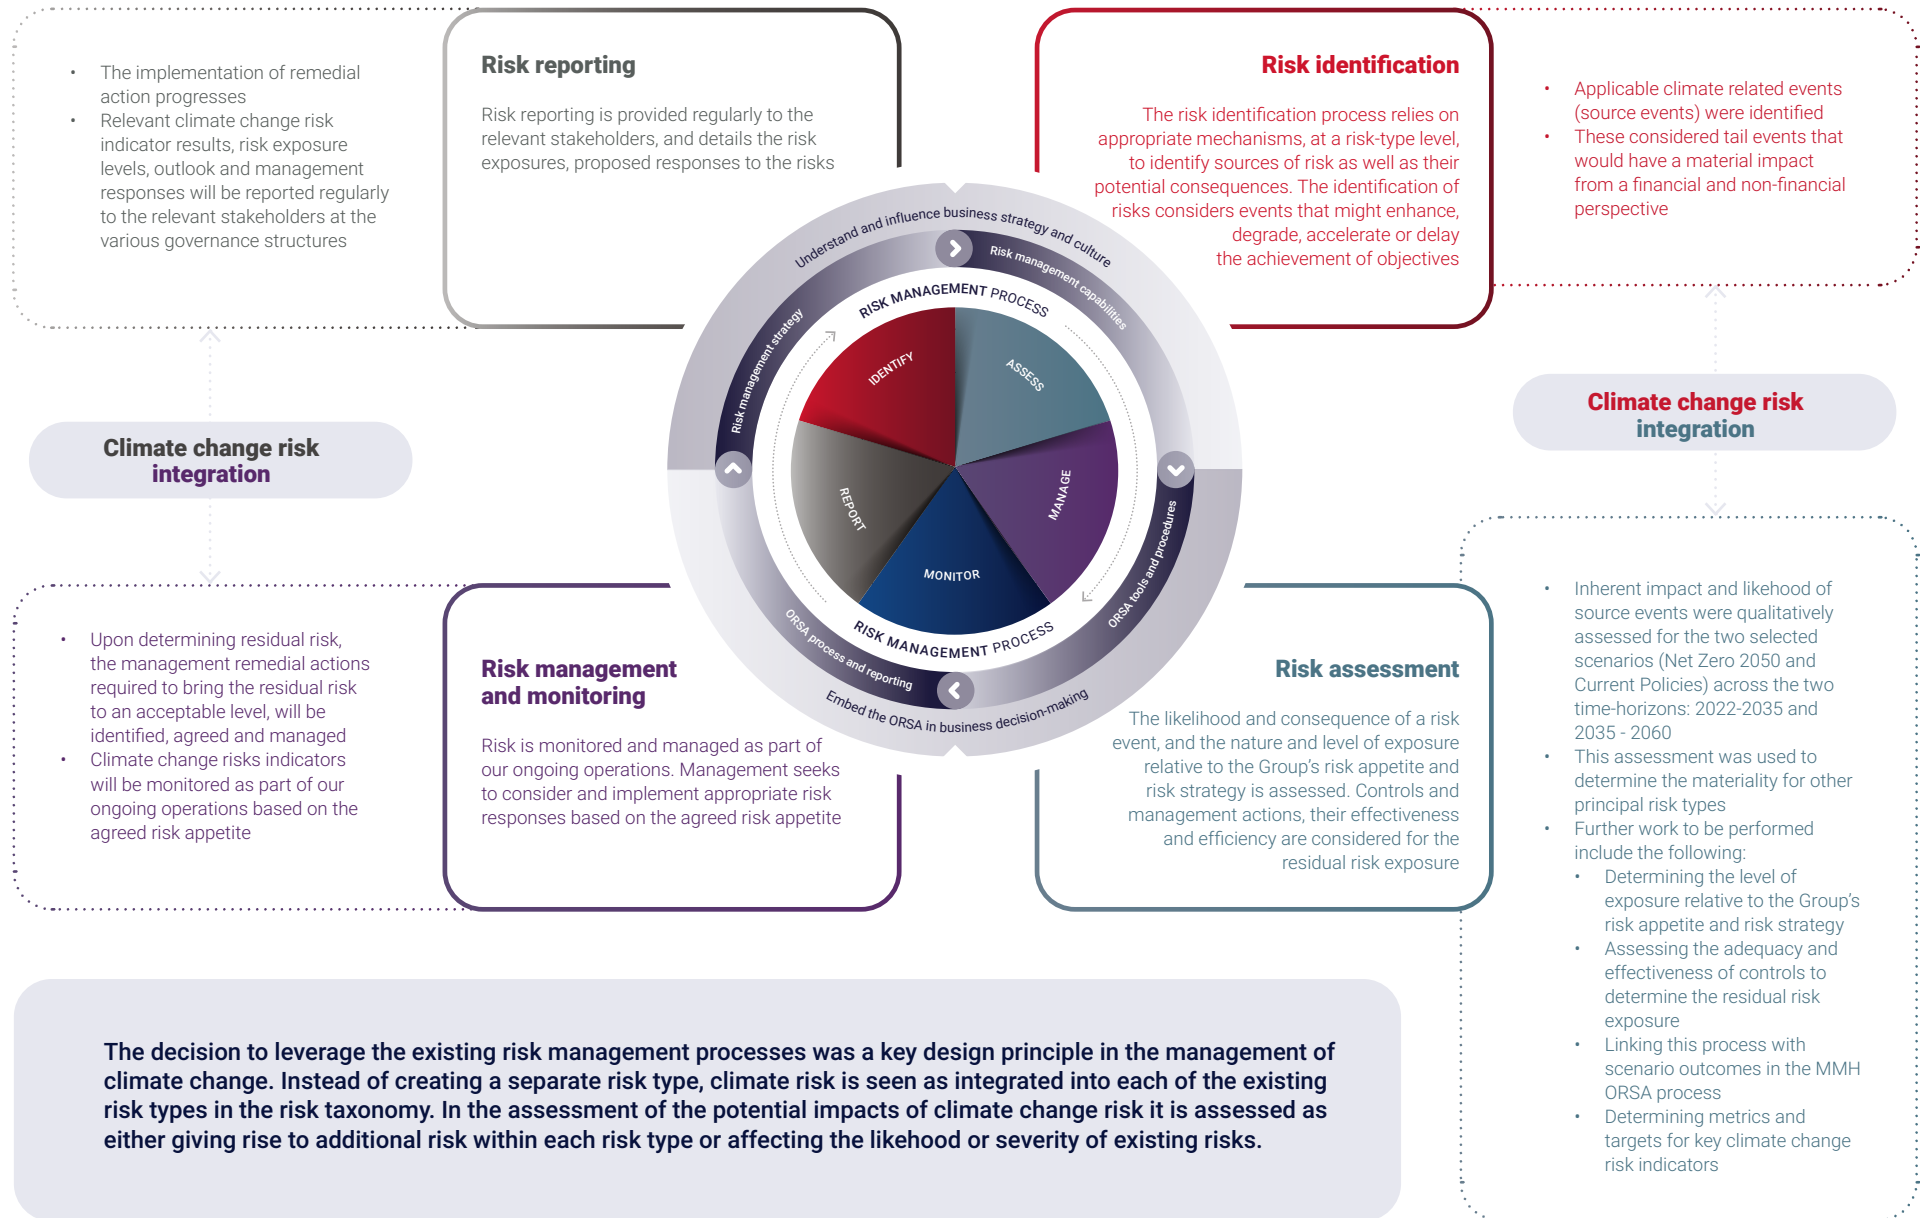 • The implementation of remedial
action progresses
• Relevant climate change risk
indicator results, risk exposure
levels, outlook and management
responses will be reported regularly
to the relevant stakeholders at the
various governance structures
Risk reporting
Risk reporting is provided regularly to the
relevant stakeholders, and details the risk
exposures, proposed responses to the risks
Risk identification
The risk identification process relies on
appropriate mechanisms, at a risk-type level,
to identify sources of risk as well as their
potential consequences. The identification of
risks considers events that might enhance,
degrade, accelerate or delay
the achievement of objectives
• Applicable climate related events
(source events) were identified
• These considered tail events that
would have a material impact
from a financial and non-financial
perspective
Climate change risk
integration
Understand and influence business strategy and culture
Risk management strategy
Risk management capabilities
RISK MANAGEMENT PROCESS
IDENTIFY
ASSESS
MANAGE
MONITOR
REPORT
RISK MANAGEMENT PROCESS
ORSA tools and procedures
ORSA process and reporting
Embed the ORSA in business decision-making
Climate change risk
integration
• Upon determining residual risk,
the management remedial actions
required to bring the residual risk
to an acceptable level, will be
identified, agreed and managed
• Climate change risks indicators
will be monitored as part of our
ongoing operations based on the
agreed risk appetite
Risk management
and monitoring
Risk is monitored and managed as part of
our ongoing operations. Management seeks
to consider and implement appropriate risk
responses based on the agreed risk appetite
Risk assessment
The likelihood and consequence of a risk
event, and the nature and level of exposure
relative to the Group's risk appetite and
risk strategy is assessed. Controls and
management actions, their effectiveness
and efficiency are considered for the
residual risk exposure
• Inherent impact and likehood of
source events were qualitatively
assessed for the two selected
scenarios (Net Zero 2050 and
Current Policies) across the two
time-horizons: 2022-2035 and
2035 - 2060
• This assessment was used to
determine the materiality for other
principal risk types
• Further work to be performed
include the following:
• Determining the level of
exposure relative to the Group's
risk appetite and risk strategy
• Assessing the adequacy and
effectiveness of controls to
determine the residual risk
exposure
• Linking this process with
scenario outcomes in the MMH
ORSA process
• Determining metrics and
targets for key climate change
risk indicators
The decision to leverage the existing risk management processes was a key design principle in the management of
climate change. Instead of creating a separate risk type, climate risk is seen as integrated into each of the existing
risk types in the risk taxonomy. In the assessment of the potential impacts of climate change risk it is assessed as
either giving rise to additional risk within each risk type or affecting the likehood or severity of existing risks.